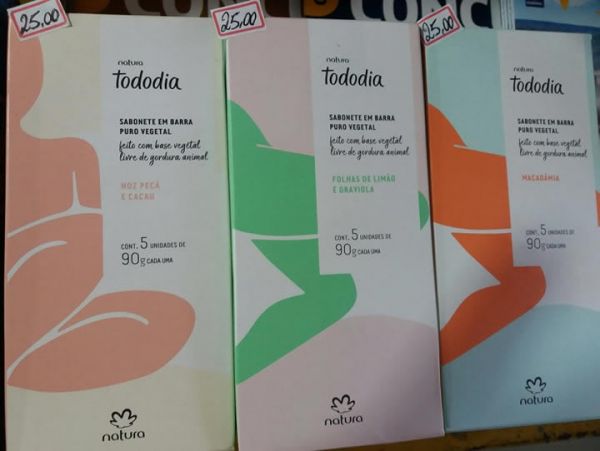 CONC
25,00
natura
tododia
SABONETE EM BARRA
PURO VEGETAL
feito com base vegetal
livre de gordura animal
NOZ PECÃ
E CACAU
CONT. 5 UNIDADES DE
90g CADA UMA
natura
25,00
natura
tododia
SABONETE EM BARRA
PURO VEGETAL
feito com base vegetal
livre de gordura animal
FOLHAS DE LIMÃO
E GRAVIOLA
CONT. 5 UNIDADES DE
90g CADA UMA
natura
25,00
natura
tododia
SABONETE EM BARRA
PURO VEGETAL
feito com base vegetal
livre de gordura animal
MACADÂMIA
CONT. 5 UNIDADES DE
90g CADA UMA
natura